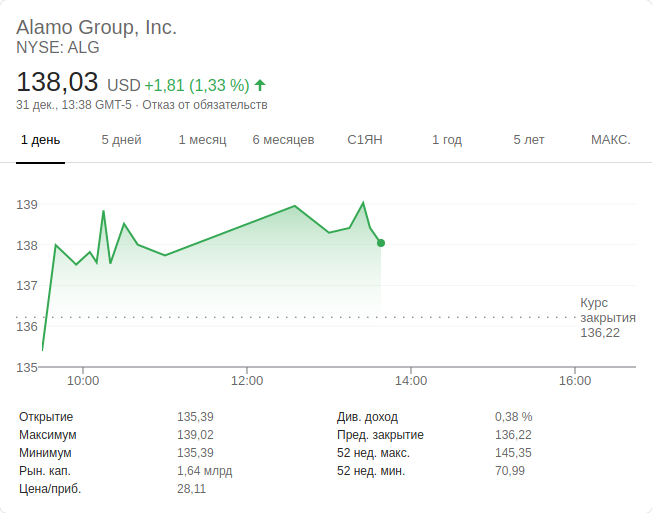 Alamo Group, Inc.
NYSE: ALG
138,03 USD +1,81 (1,33 %)
31 дек., 13:38 GMT-5 · Отказ от обязательств
1 день 5 дней 1 месяц 6 месяцев С1ЯН 1 год 5 лет МАКС.
139
138
137
136
135
Курс
закрытия
136,22
10:00 12:00 14:00 16:00
Открытие 135,39 Див. доход 0,38 %
Максимум 139,02 Пред. закрытие 136,22
Минимум 135,39 52 нед. макс. 145,35
Рын. кап. 1,64 млрд 52 нед. мин. 70,99
Цена/приб. 28,11